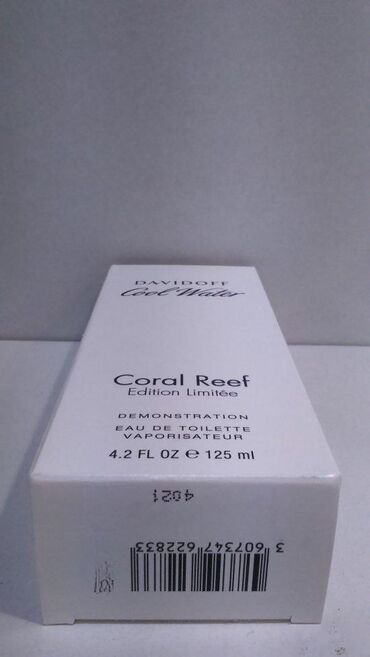 DAVIDOFF
Cool Water
Coral Reef
Edition Limitée
DEMONSTRATION
EAU DE TOILETTE
VAPORISATEUR
4.2 FL OZ ℮ 125 ml
4021
3 607347 622833